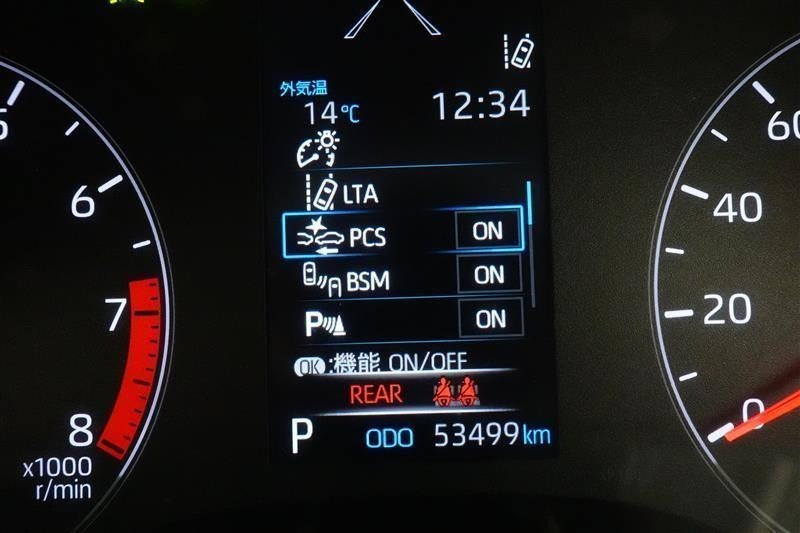 外気温
14℃ 12:34
LTA
PCS ON
BSM ON
P ON
OK:機能 ON/OFF
REAR
P ODO 53499km
6
7
8
x1000
r/min
60
40
20
0